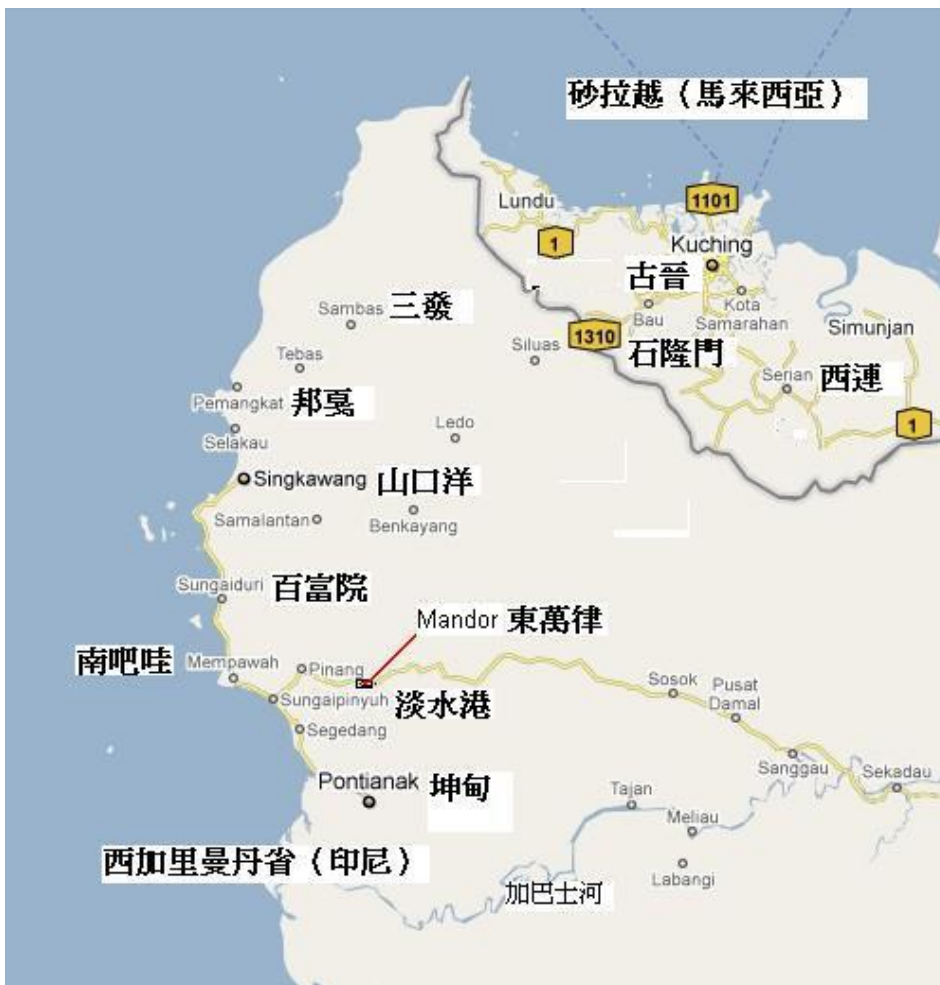 砂拉越（馬來西亞）
1101
Lundu
1
Kuching
古晉
Kota
Samarahan
Bau
Simunjan
1310
石隆門
Sambas 三發
Siluas
Tebas
Serian 西連
Pemangkat 邦戛
Ledo
1
Selakau
Singkawang 山口洋
Samalantan
Benkayang
Sungaiduri 百富院
Mandor 東萬律
南吧哇 Mempawah
Pinang
Sungaipinyuh 淡水港
Sosok
Pusat
Damal
Segedang
Sanggau
Sekadau
Pontianak 坤甸
Tajan
Meliau
西加里曼丹省（印尼）
Labangi
加巴士河